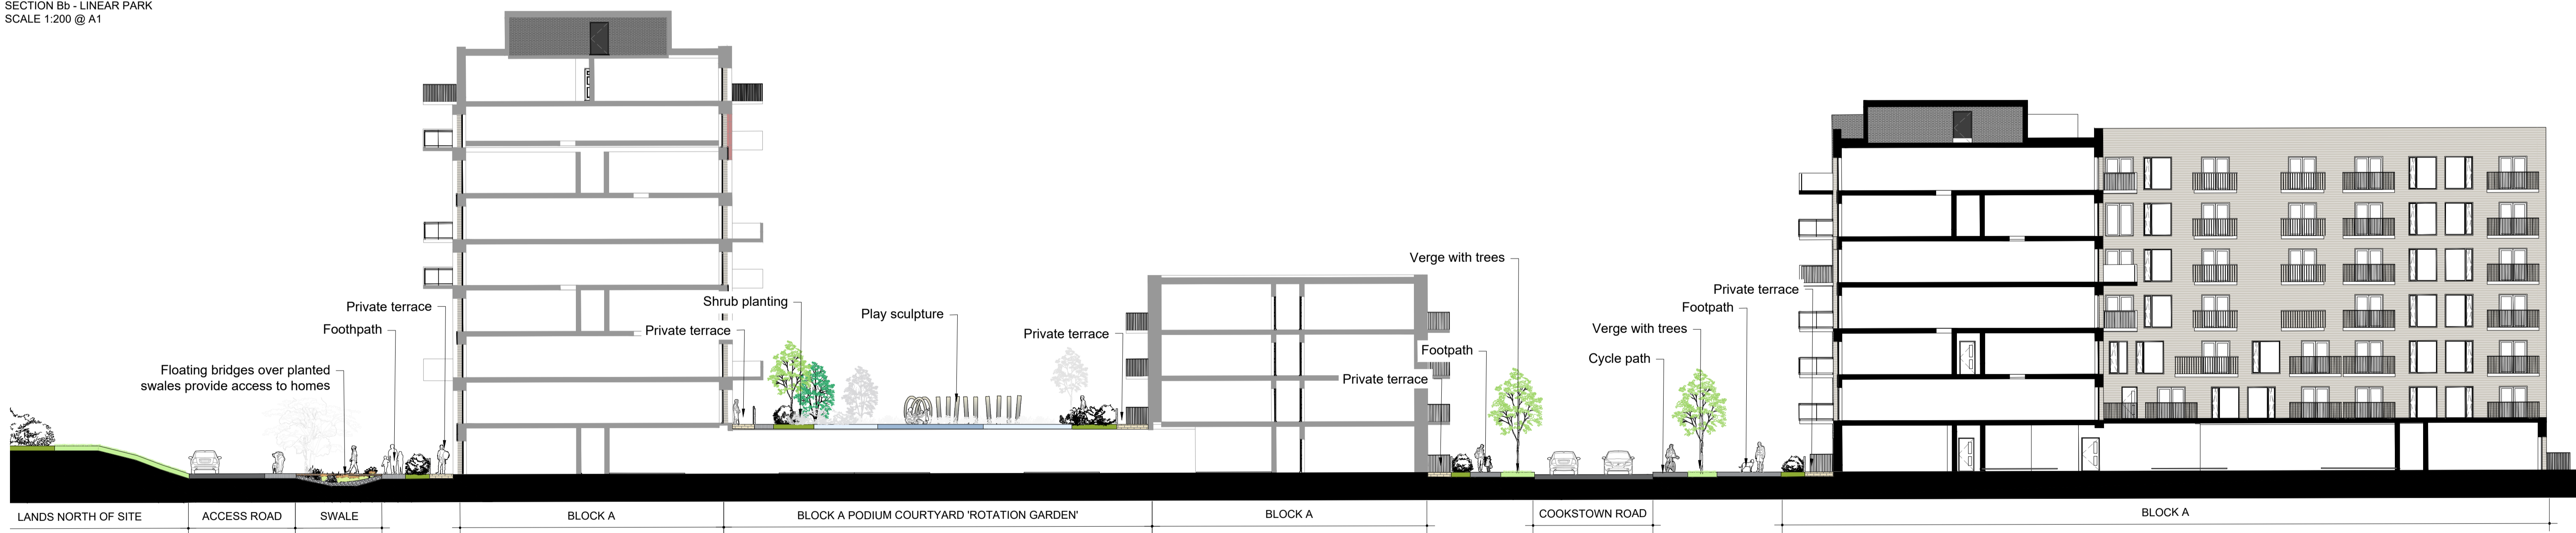 SECTION Bb - LINEAR PARK
SCALE 1:200 @ A1
Floating bridges over planted
swales provide access to homes
Foothpath
Private terrace
Private terrace
Shrub planting
Play sculpture
Private terrace
Private terrace
Footpath
Verge with trees
Cycle path
Verge with trees
Footpath
Private terrace
LANDS NORTH OF SITE
ACCESS ROAD
SWALE
BLOCK A
BLOCK A PODIUM COURTYARD 'ROTATION GARDEN'
BLOCK A
COOKSTOWN ROAD
BLOCK A